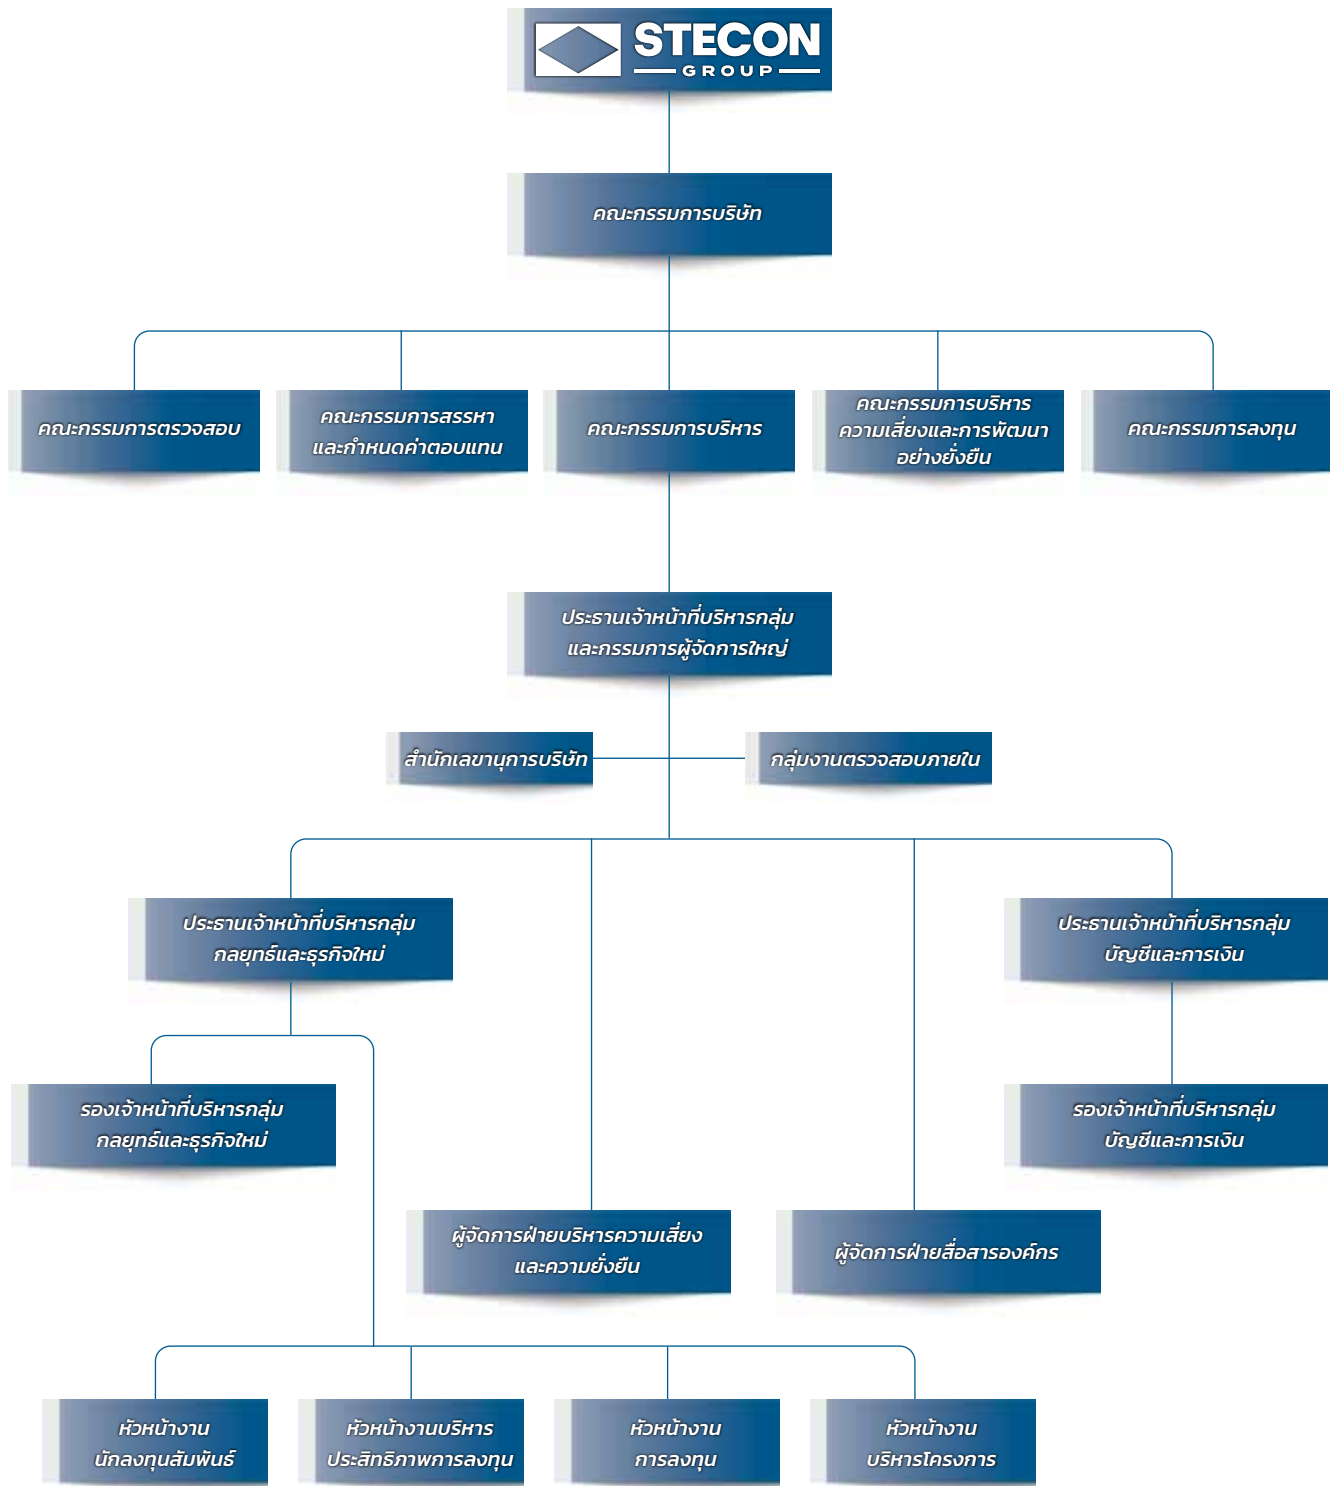 STECON
GROUP
คณะกรรมการบริษัท
คณะกรรมการตรวจสอบ
คณะกรรมการสรรหา
และกำหนดค่าตอบแทน
คณะกรรมการบริหาร
คณะกรรมการบริหาร
ความเสี่ยงและการพัฒนา
อย่างยั่งยืน
คณะกรรมการลงทุน
ประธานเจ้าหน้าที่บริหารกลุ่ม
และกรรมการผู้จัดการใหญ่
สำนักเลขานุการบริษัท
กลุ่มงานตรวจสอบภายใน
ประธานเจ้าหน้าที่บริหารกลุ่ม
กลยุทธ์และธุรกิจใหม่
ประธานเจ้าหน้าที่บริหารกลุ่ม
บัญชีและการเงิน
รองเจ้าหน้าที่บริหารกลุ่ม
กลยุทธ์และธุรกิจใหม่
รองเจ้าหน้าที่บริหารกลุ่ม
บัญชีและการเงิน
ผู้จัดการฝ่ายบริหารความเสี่ยง
และความยั่งยืน
ผู้จัดการฝ่ายสื่อสารองค์กร
หัวหน้างาน
นักลงทุนสัมพันธ์
หัวหน้างานบริหาร
ประสิทธิภาพการลงทุน
หัวหน้างาน
การลงทุน
หัวหน้างาน
บริหารโครงการ